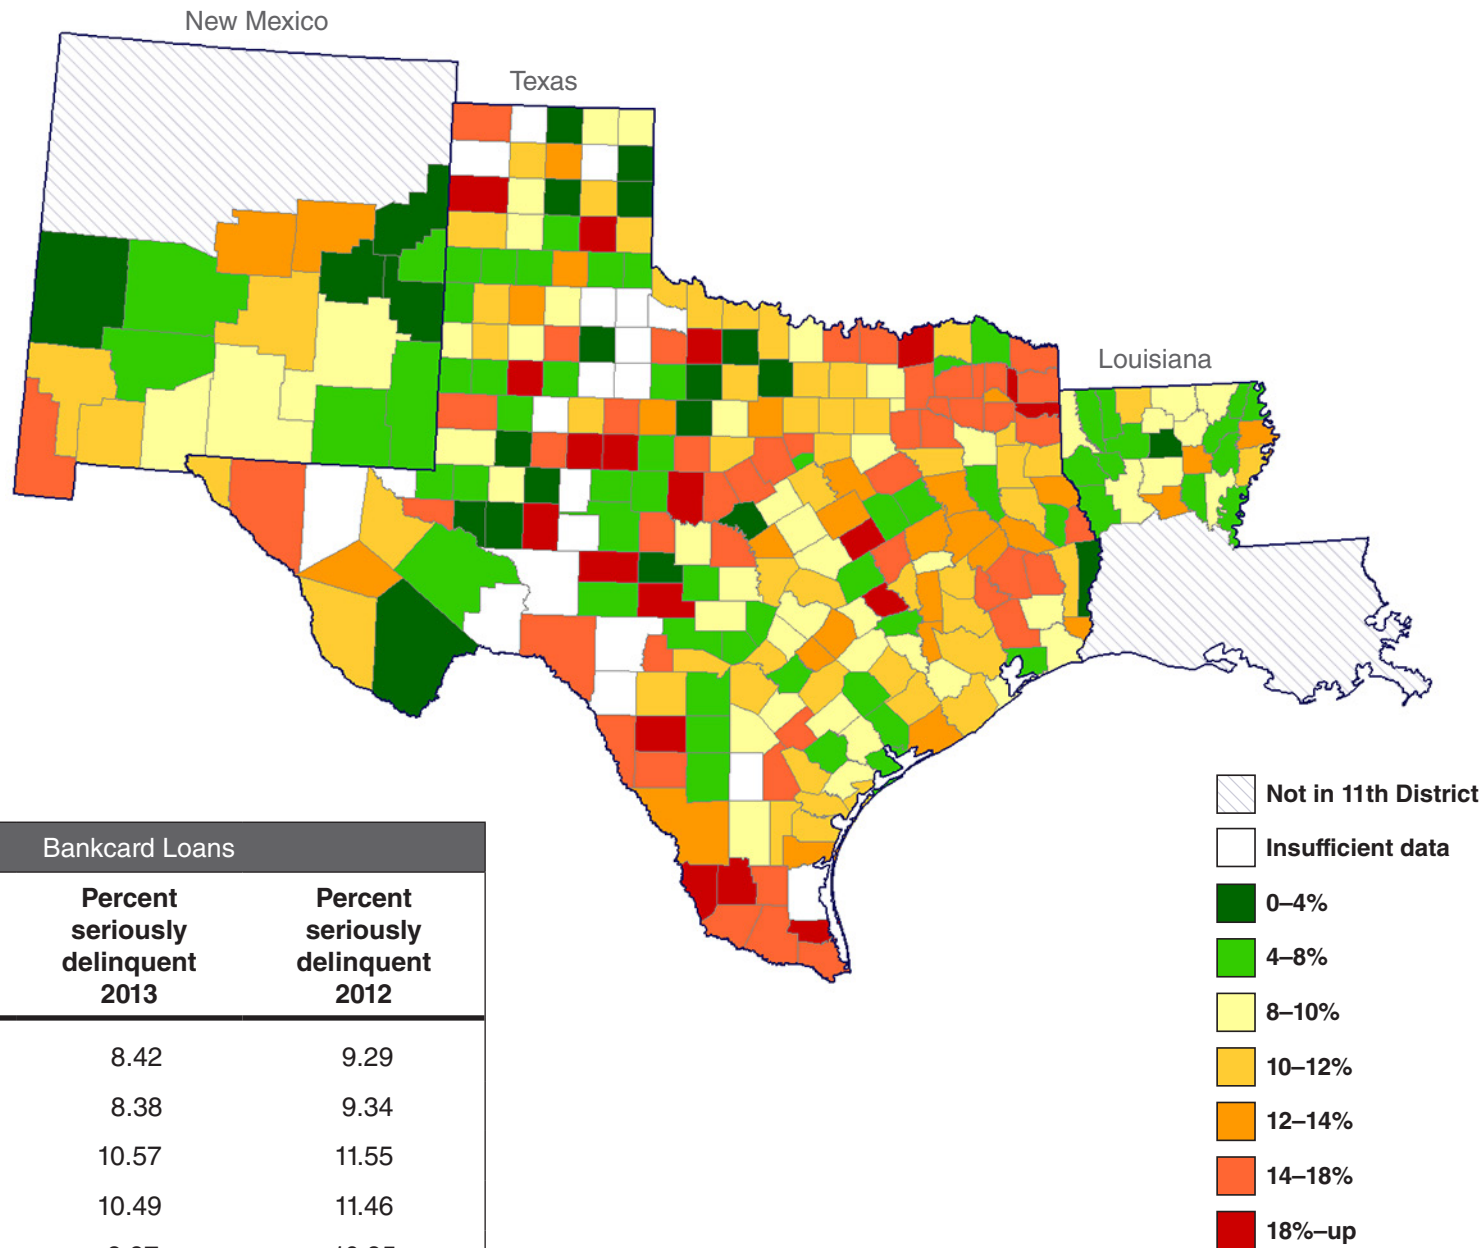 New Mexico
Texas
Louisiana
Not in 11th District
Insufficient data
0–4%
4–8%
8–10%
10–12%
12–14%
14–18%
18%–up
Bankcard Loans
Percent
seriously
delinquent
2013
Percent
seriously
delinquent
2012
8.42 9.29
8.38 9.34
10.57 11.55
10.49 11.46